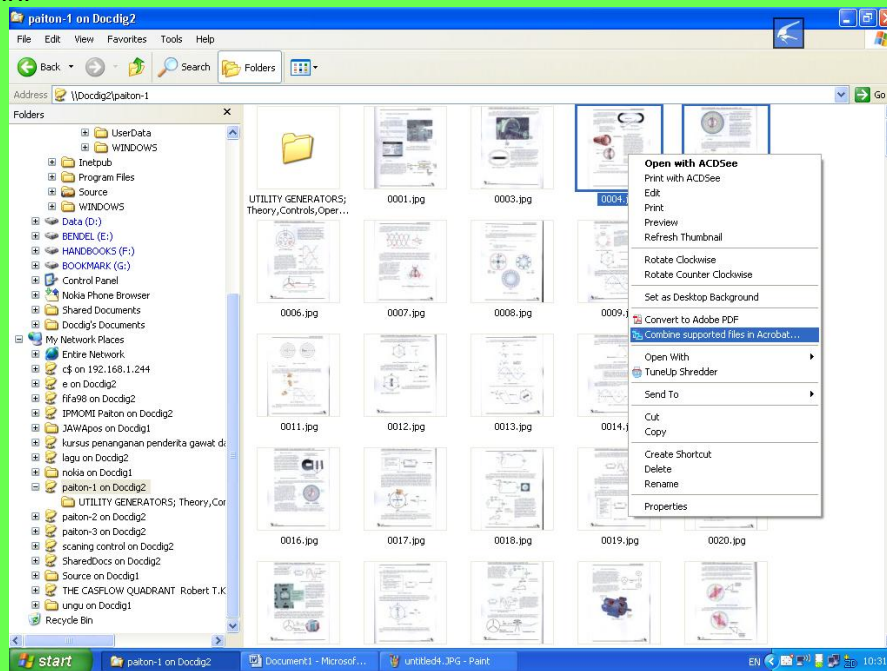 paiton-1 on Docdig2
File Edit View Favorites Tools Help
Back Search Folders
Address \\Docdig2\paiton-1 Go
Folders
UserData
WINDOWS
Inetpub
Program Files
Source
WINDOWS
Data (D:)
BENDEL (E:)
HANDBOOKS (F:)
BOOKMARK (G:)
Control Panel
Nokia Phone Browser
Shared Documents
Docdig's Documents
My Network Places
Entire Network
c$ on 192.168.1.244
e on Docdig2
fifa98 on Docdig2
IPMOMI Paiton on Docdig2
JAWApos on Docdig1
kursus penanganan penderita gawat da
lagu on Docdig2
nokia on Docdig1
paiton-1 on Docdig2
UTILITY GENERATORS; Theory,Cor
paiton-2 on Docdig2
paiton-3 on Docdig2
scaning control on Docdig2
SharedDocs on Docdig2
Source on Docdig1
THE CASFLOW QUADRANT Robert T.K
ungu on Docdig1
Recycle Bin
UTILITY GENERATORS;
Theory,Controls,Oper...
0001.jpg
0003.jpg
0004.j
0006.jpg
0007.jpg
0008.jpg
0009.j
0011.jpg
0012.jpg
0013.jpg
0014.j
0016.jpg
0017.jpg
0018.jpg
0019.jpg
0020.jpg
Open with ACDSee
Print with ACDSee
Edit
Print
Preview
Refresh Thumbnail
Rotate Clockwise
Rotate Counter Clockwise
Set as Desktop Background
Convert to Adobe PDF
Combine supported files in Acrobat...
Open With
TuneUp Shredder
Send To
Cut
Copy
Create Shortcut
Delete
Rename
Properties
start paiton-1 on Docdig2 Document1 - Microsof... untitled4.JPG - Paint EN 10:31